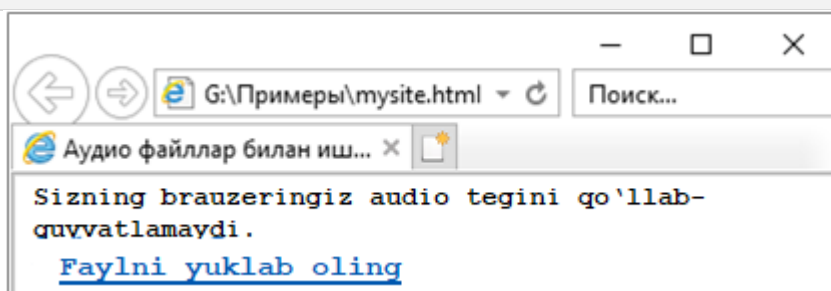 G:\Примеры\mysite.html
Поиск...
Аудио файллар билан иш...
Sizning brauzeringiz audio tegini qo‘llab-
quvvatlamaydi.
Faylni yuklab oling